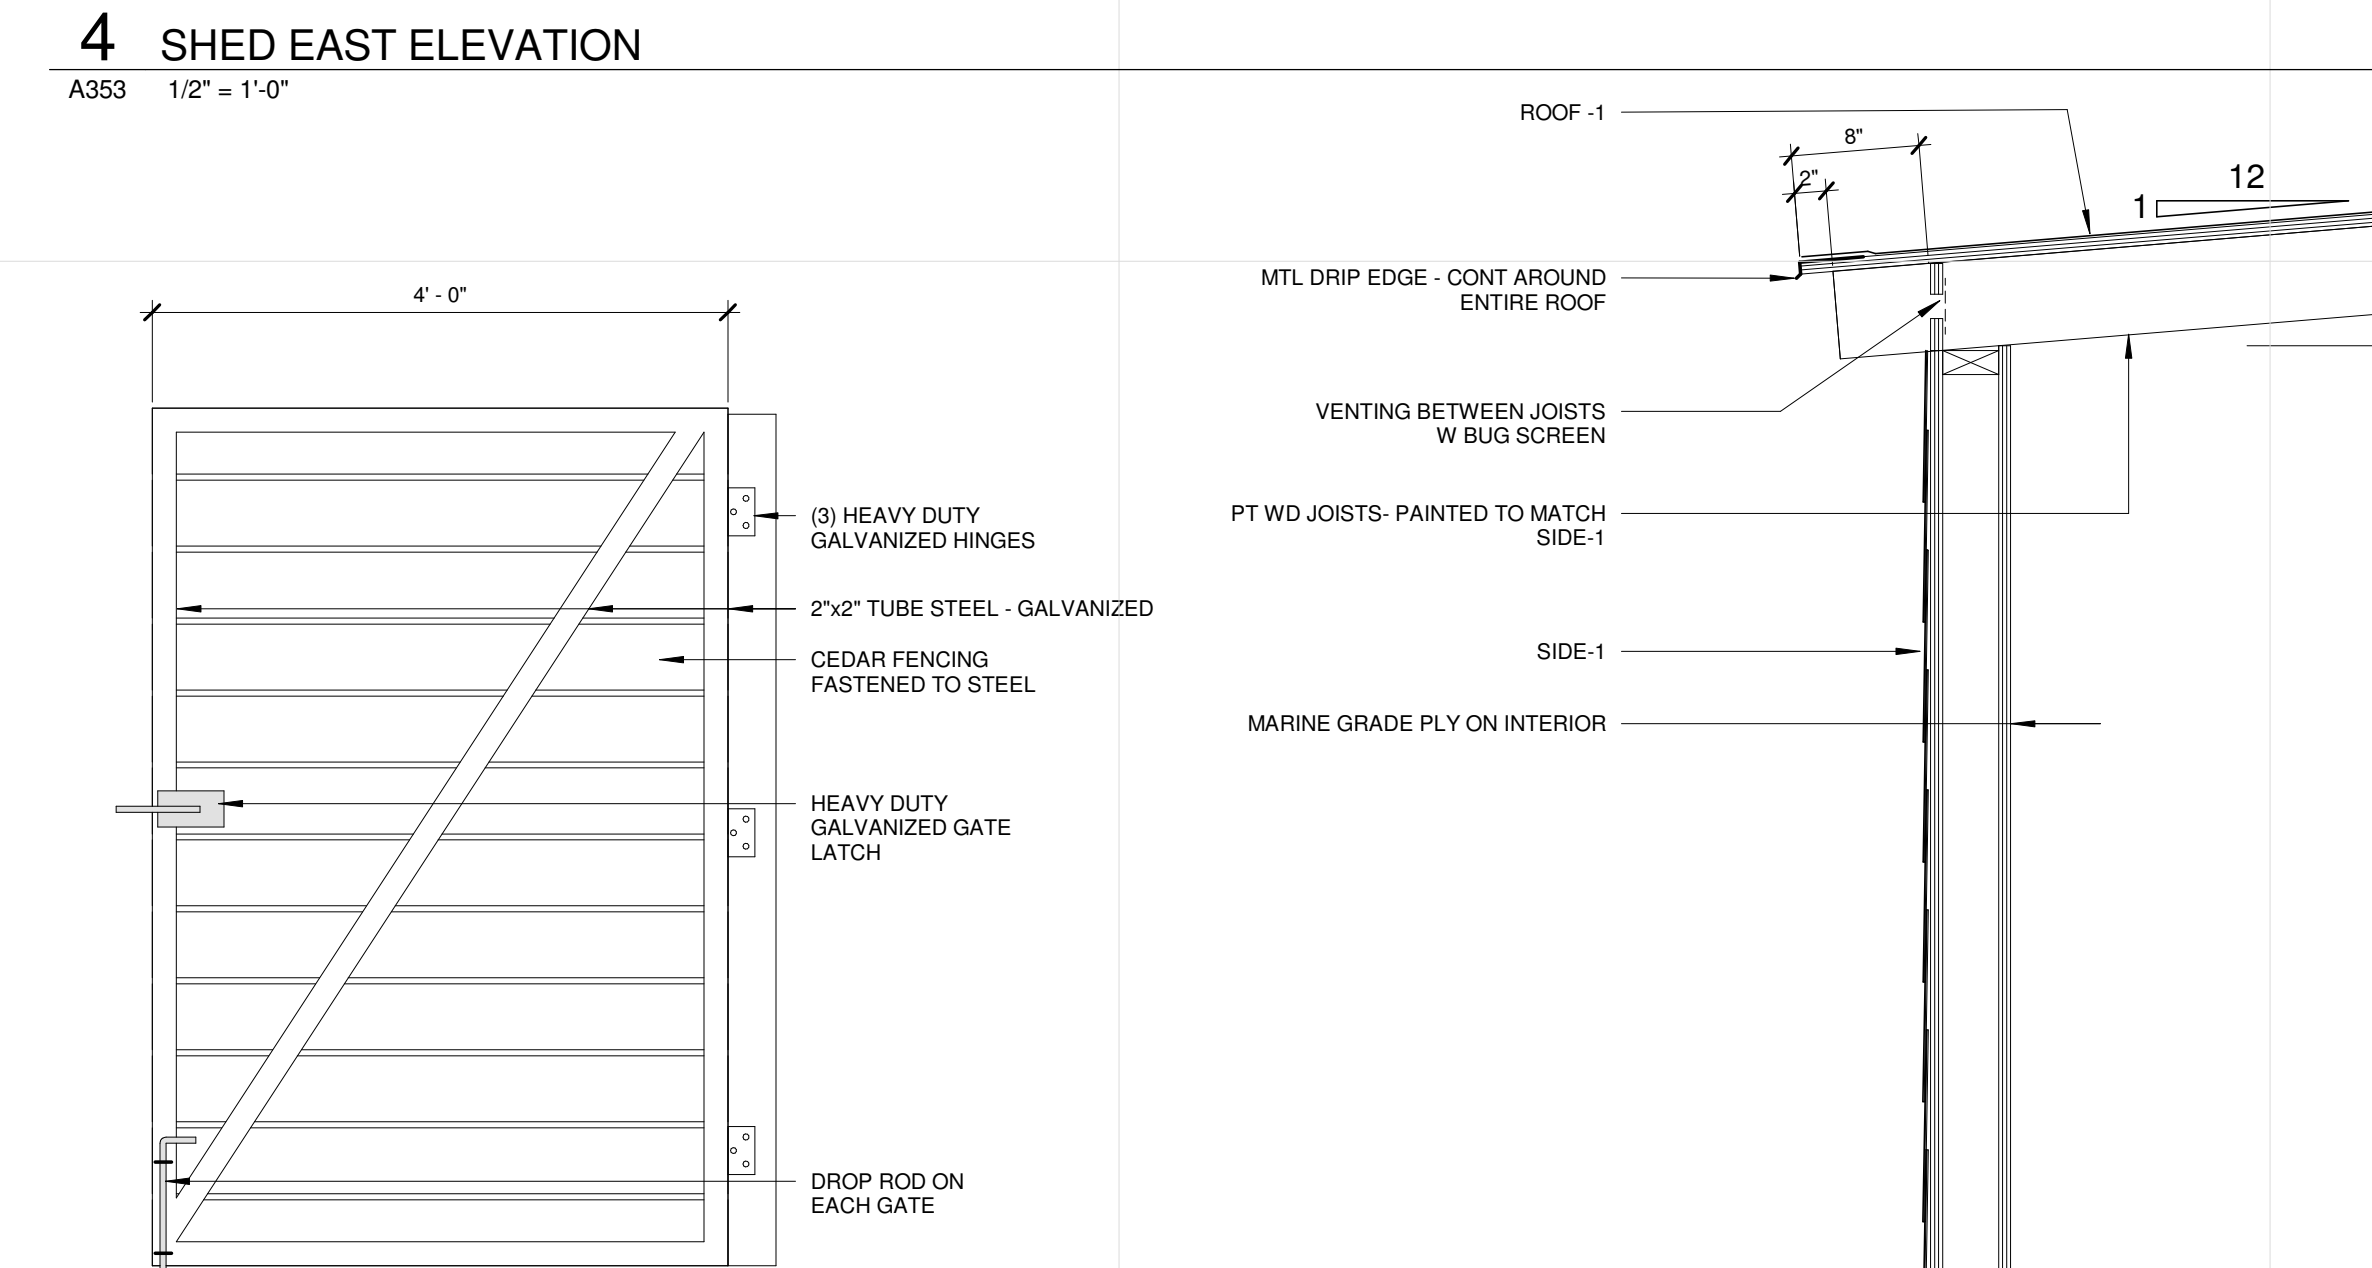 4 SHED EAST ELEVATION
A353 1/2" = 1'-0"
4' - 0"
(3) HEAVY DUTY
GALVANIZED HINGES
2"x2" TUBE STEEL - GALVANIZED
CEDAR FENCING
FASTENED TO STEEL
HEAVY DUTY
GALVANIZED GATE
LATCH
DROP ROD ON
EACH GATE
ROOF -1
8"
2"
12
1
MTL DRIP EDGE - CONT AROUND
ENTIRE ROOF
VENTING BETWEEN JOISTS
W BUG SCREEN
PT WD JOISTS- PAINTED TO MATCH
SIDE-1
SIDE-1
MARINE GRADE PLY ON INTERIOR